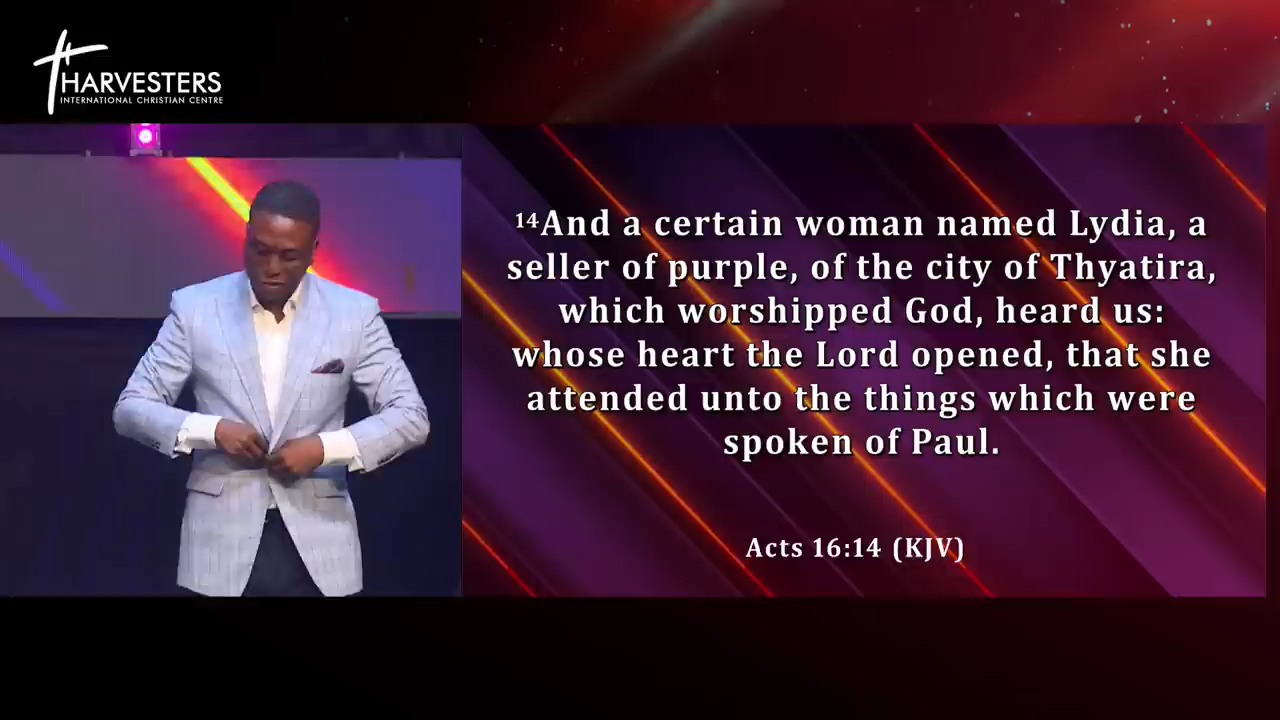 HARVESTERS
INTERNATIONAL CHRISTIAN CENTRE
14And a certain woman named Lydia, a
seller of purple, of the city of Thyatira,
which worshipped God, heard us:
whose heart the Lord opened, that she
attended unto the things which were
spoken of Paul.
Acts 16:14 (KJV)